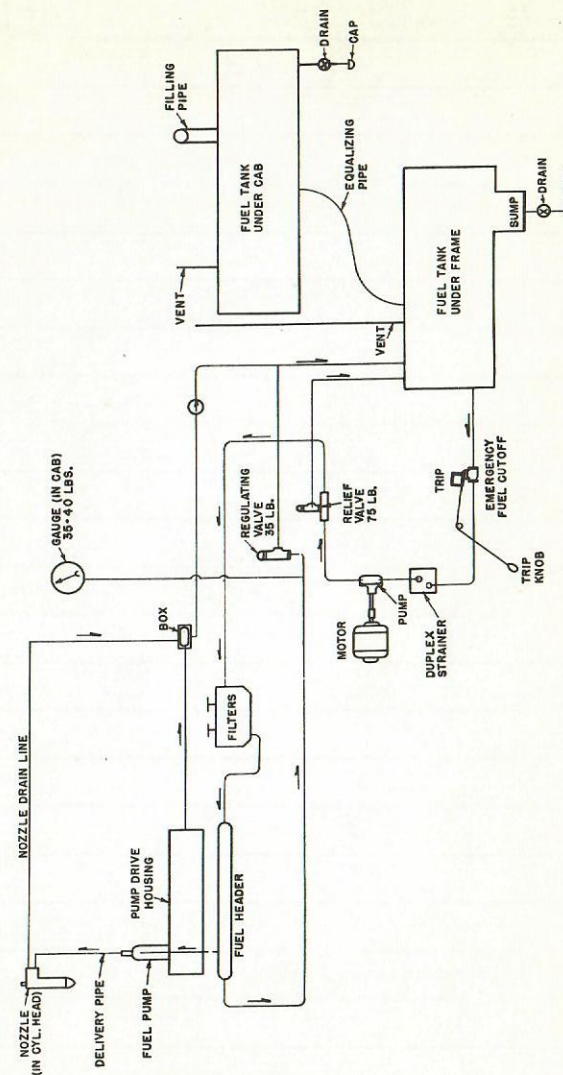 DRAIN
CAP
FILLING
PIPE
FUEL TANK
UNDER CAB
VENT
EQUALIZING
PIPE
FUEL TANK
UNDER FRAME
SUMP
DRAIN
VENT
GAUGE (IN CAB)
35-40 LBS.
REGULATING
VALVE
35 LB.
RELIEF
VALVE
75 LB.
TRIP
EMERGENCY
FUEL CUTOFF
TRIP
KNOB
MOTOR
PUMP
DUPLEX
STRAINER
BOX
NOZZLE DRAIN LINE
FILTERS
PUMP DRIVE
HOUSING
FUEL HEADER
NOZZLE
(IN CYL. HEAD)
DELIVERY PIPE
FUEL PUMP